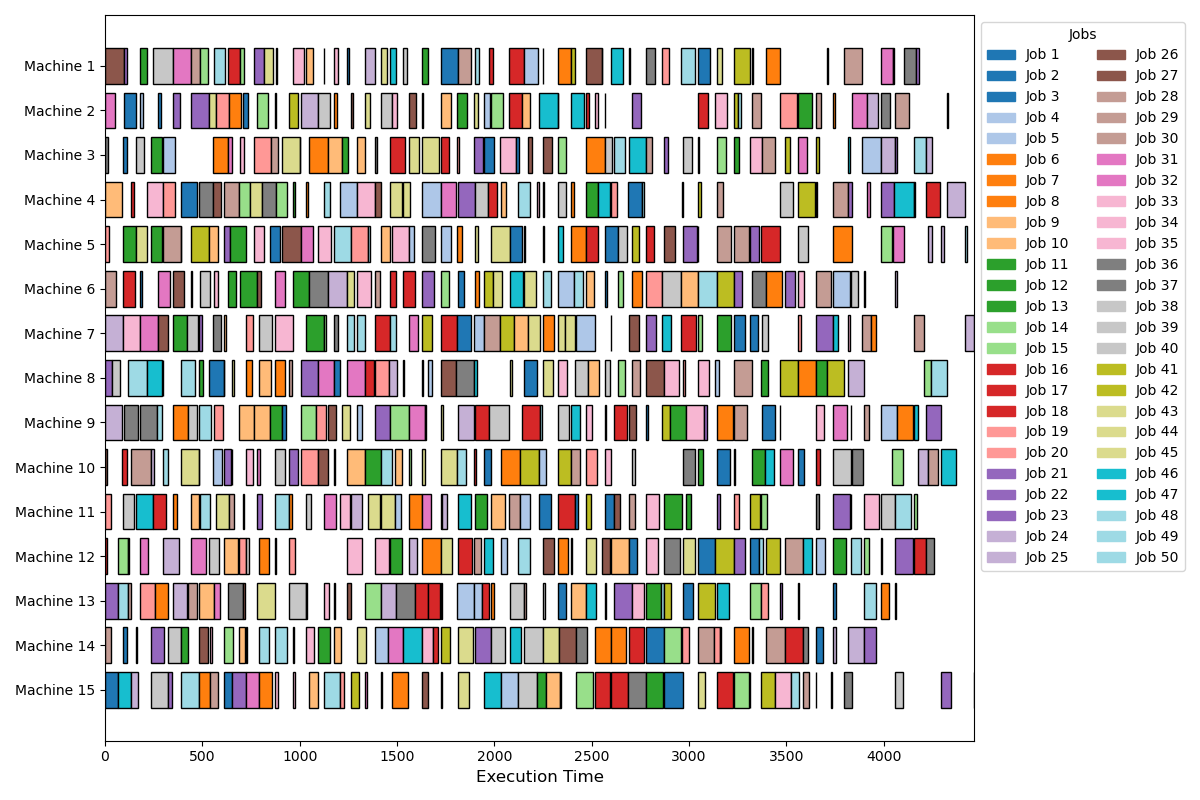 Machine 1
Machine 2
Machine 3
Machine 4
Machine 5
Machine 6
Machine 7
Machine 8
Machine 9
Machine 10
Machine 11
Machine 12
Machine 13
Machine 14
Machine 15
0 500 1000 1500 2000 2500 3000 3500 4000
Execution Time
Jobs
Job 1 Job 26
Job 2 Job 27
Job 3 Job 28
Job 4 Job 29
Job 5 Job 30
Job 6 Job 31
Job 7 Job 32
Job 8 Job 33
Job 9 Job 34
Job 10 Job 35
Job 11 Job 36
Job 12 Job 37
Job 13 Job 38
Job 14 Job 39
Job 15 Job 40
Job 16 Job 41
Job 17 Job 42
Job 18 Job 43
Job 19 Job 44
Job 20 Job 45
Job 21 Job 46
Job 22 Job 47
Job 23 Job 48
Job 24 Job 49
Job 25 Job 50